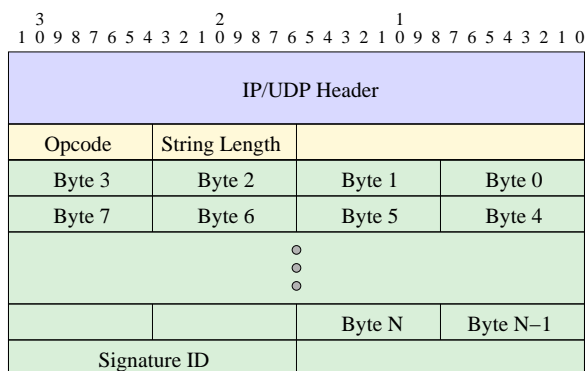 3 2 1
1 0 9 8 7 6 5 4 3 2 1 0 9 8 7 6 5 4 3 2 1 0 9 8 7 6 5 4 3 2 1 0
IP/UDP Header
Opcode String Length
Byte 3 Byte 2 Byte 1 Byte 0
Byte 7 Byte 6 Byte 5 Byte 4
Byte N Byte N−1
Signature ID